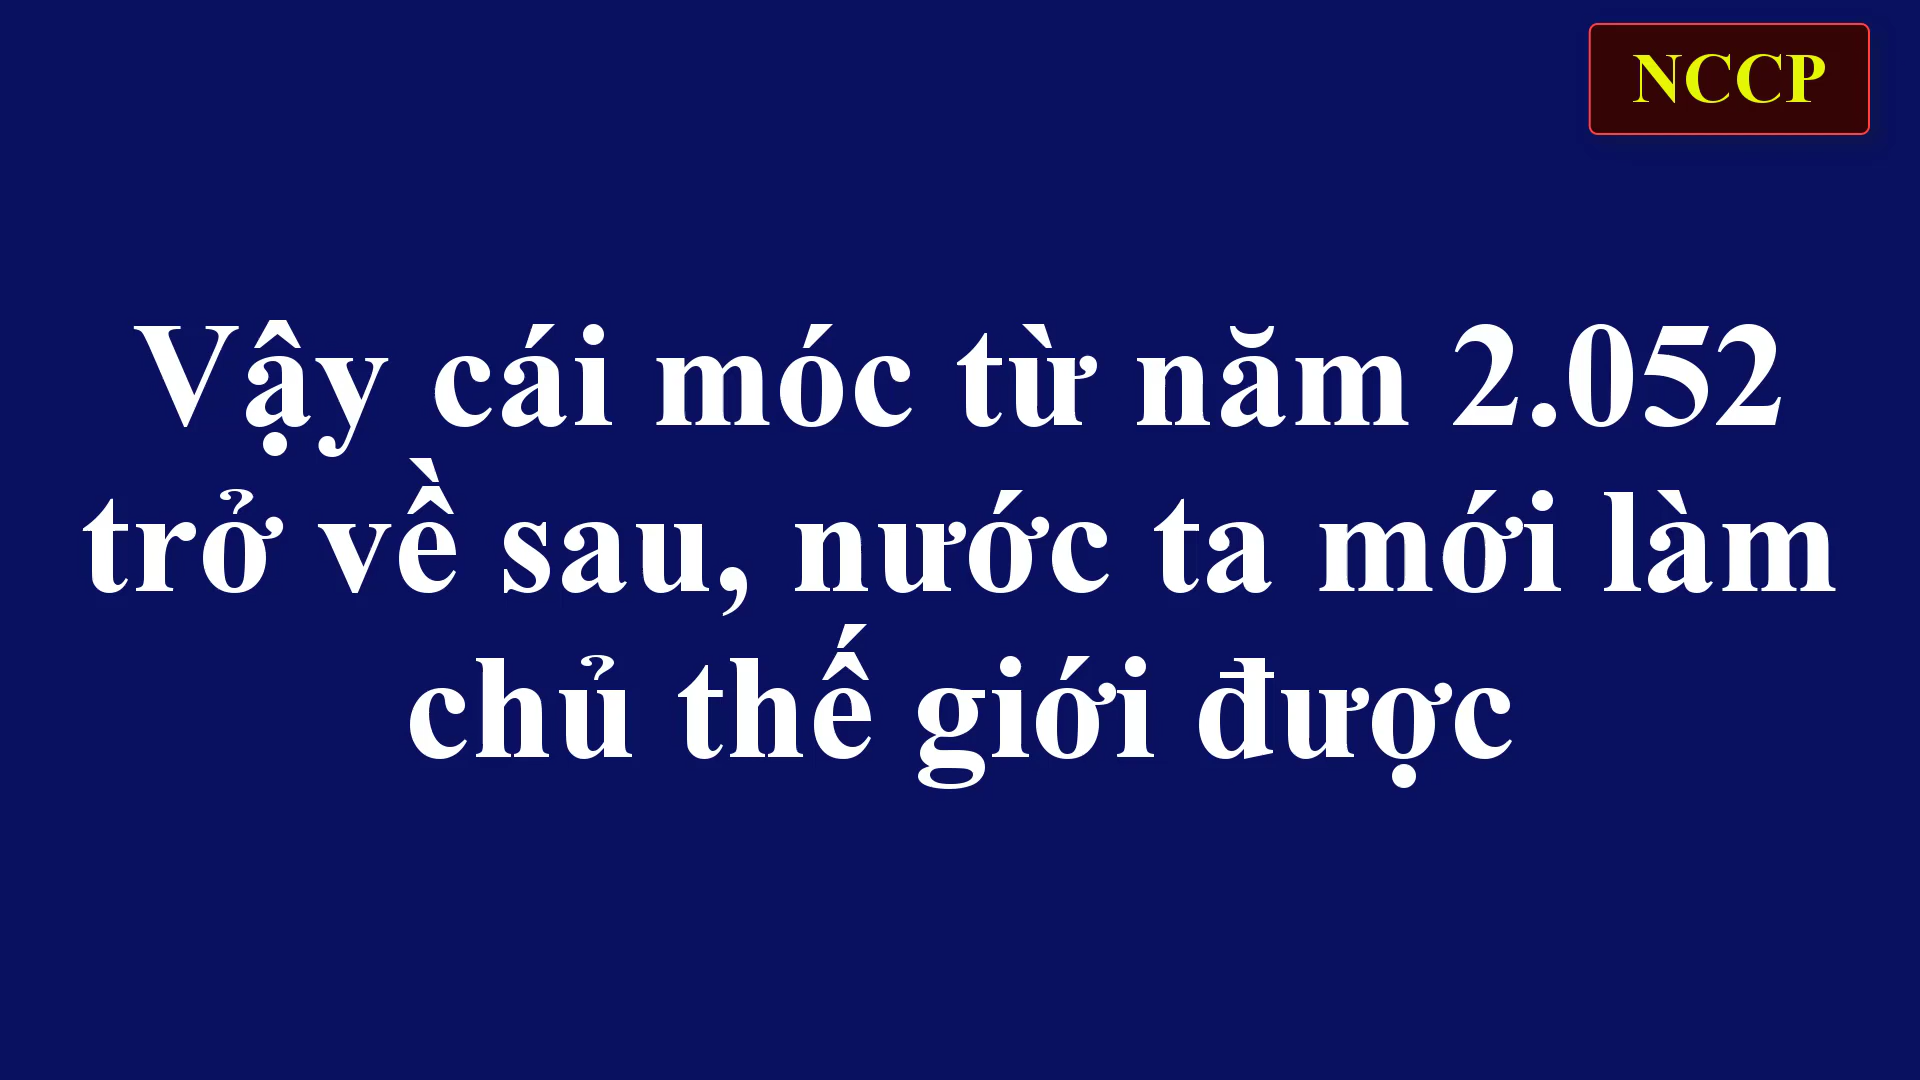 NCCP
Vậy cái móc từ năm 2.052
trở về sau, nước ta mới làm
chủ thế giới được